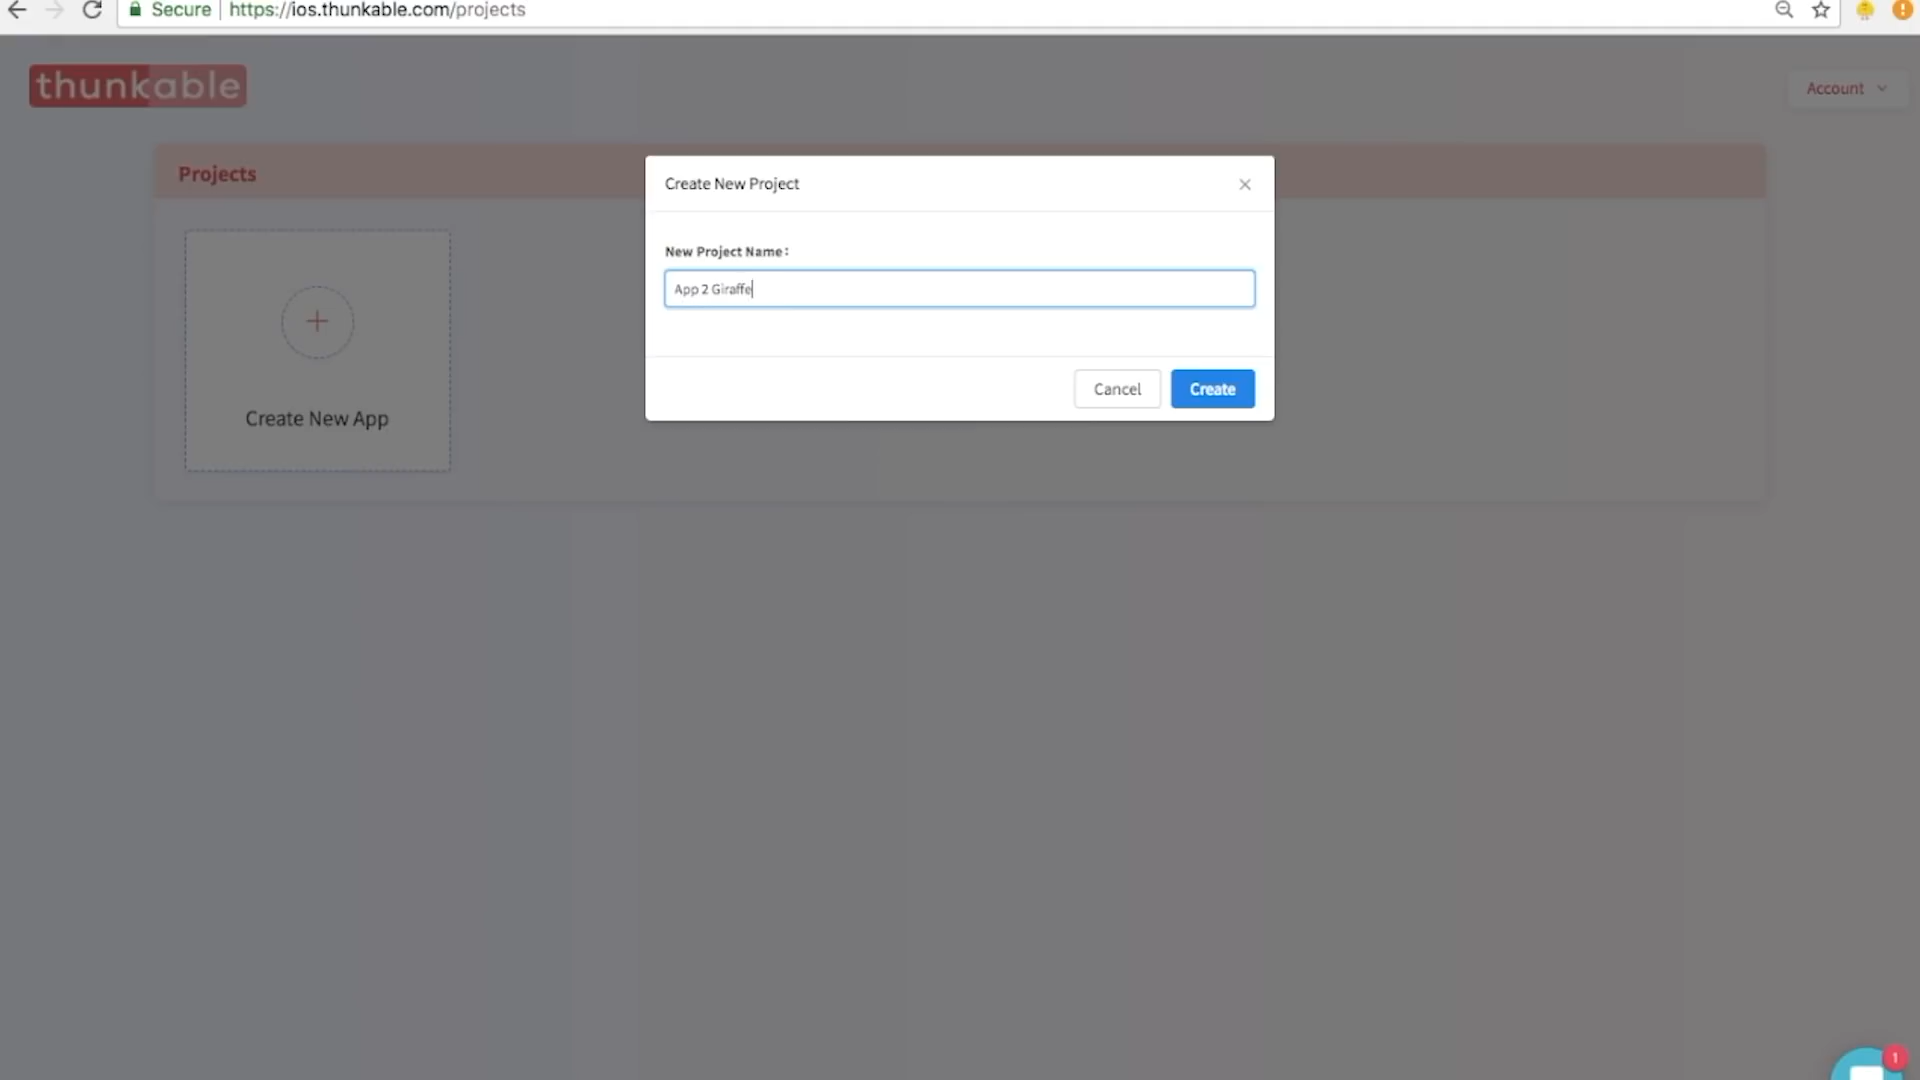 Secure https://ios.thunkable.com/projects
thunkable
Account
Projects
Create New Project
New Project Name:
App 2 Giraffe
Create New App
Cancel
Create
1